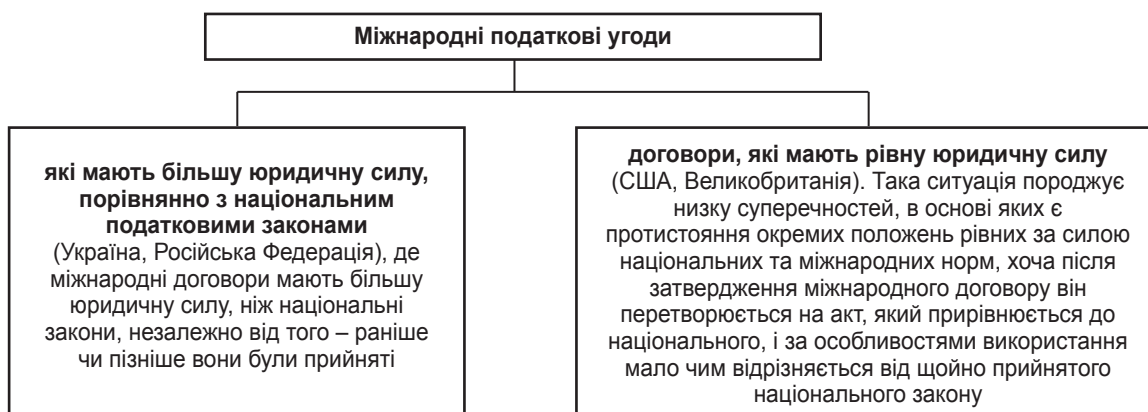 Міжнародні податкові угоди
які мають більшу юридичну силу,
порівнянно з національним
податковими законами
(Україна, Російська Федерація), де
міжнародні договори мають більшу
юридичну силу, ніж національні
закони, незалежно від того – раніше
чи пізніше вони були прийняті
договори, які мають рівну юридичну силу
(США, Великобританія). Така ситуація породжує
низку суперечностей, в основі яких є
протистояння окремих положень рівних за силою
національних та міжнародних норм, хоча після
затвердження міжнародного договору він
перетворюється на акт, який прирівнюється до
національного, і за особливостями використання
мало чим відрізняється від щойно прийнятого
національного закону